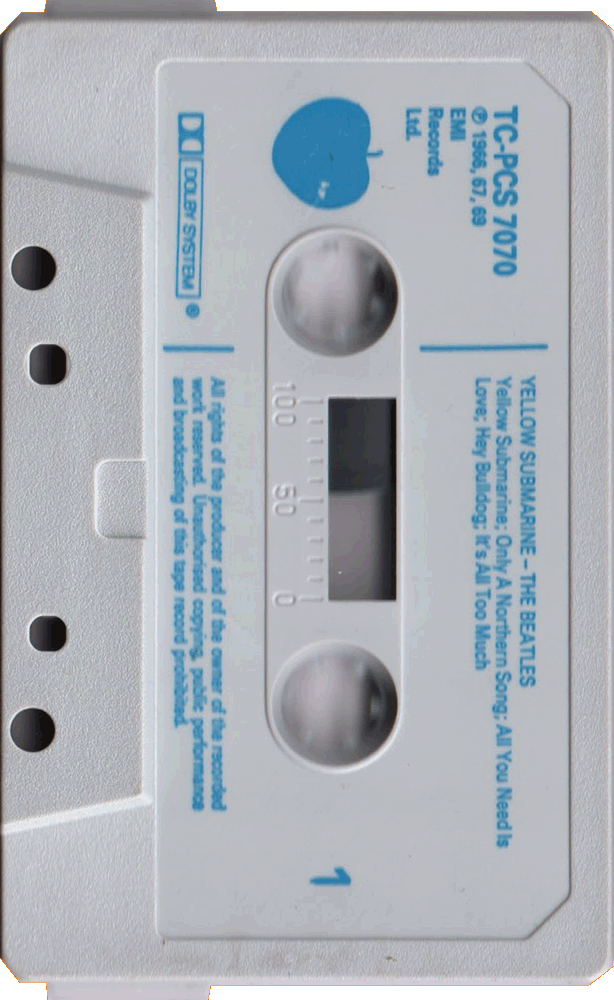 TC-PCS 7070
℗ 1966, 67, 69
EMI
Records
Ltd.
YELLOW SUBMARINE – THE BEATLES
Yellow Submarine; Only A Northern Song; All You Need Is
Love; Hey Bulldog; It's All Too Much
100 50 0
1
DOLBY SYSTEM ®
All rights of the producer and of the owner of the recorded
work reserved. Unauthorised copying, public performance
and broadcasting of this tape record prohibited.